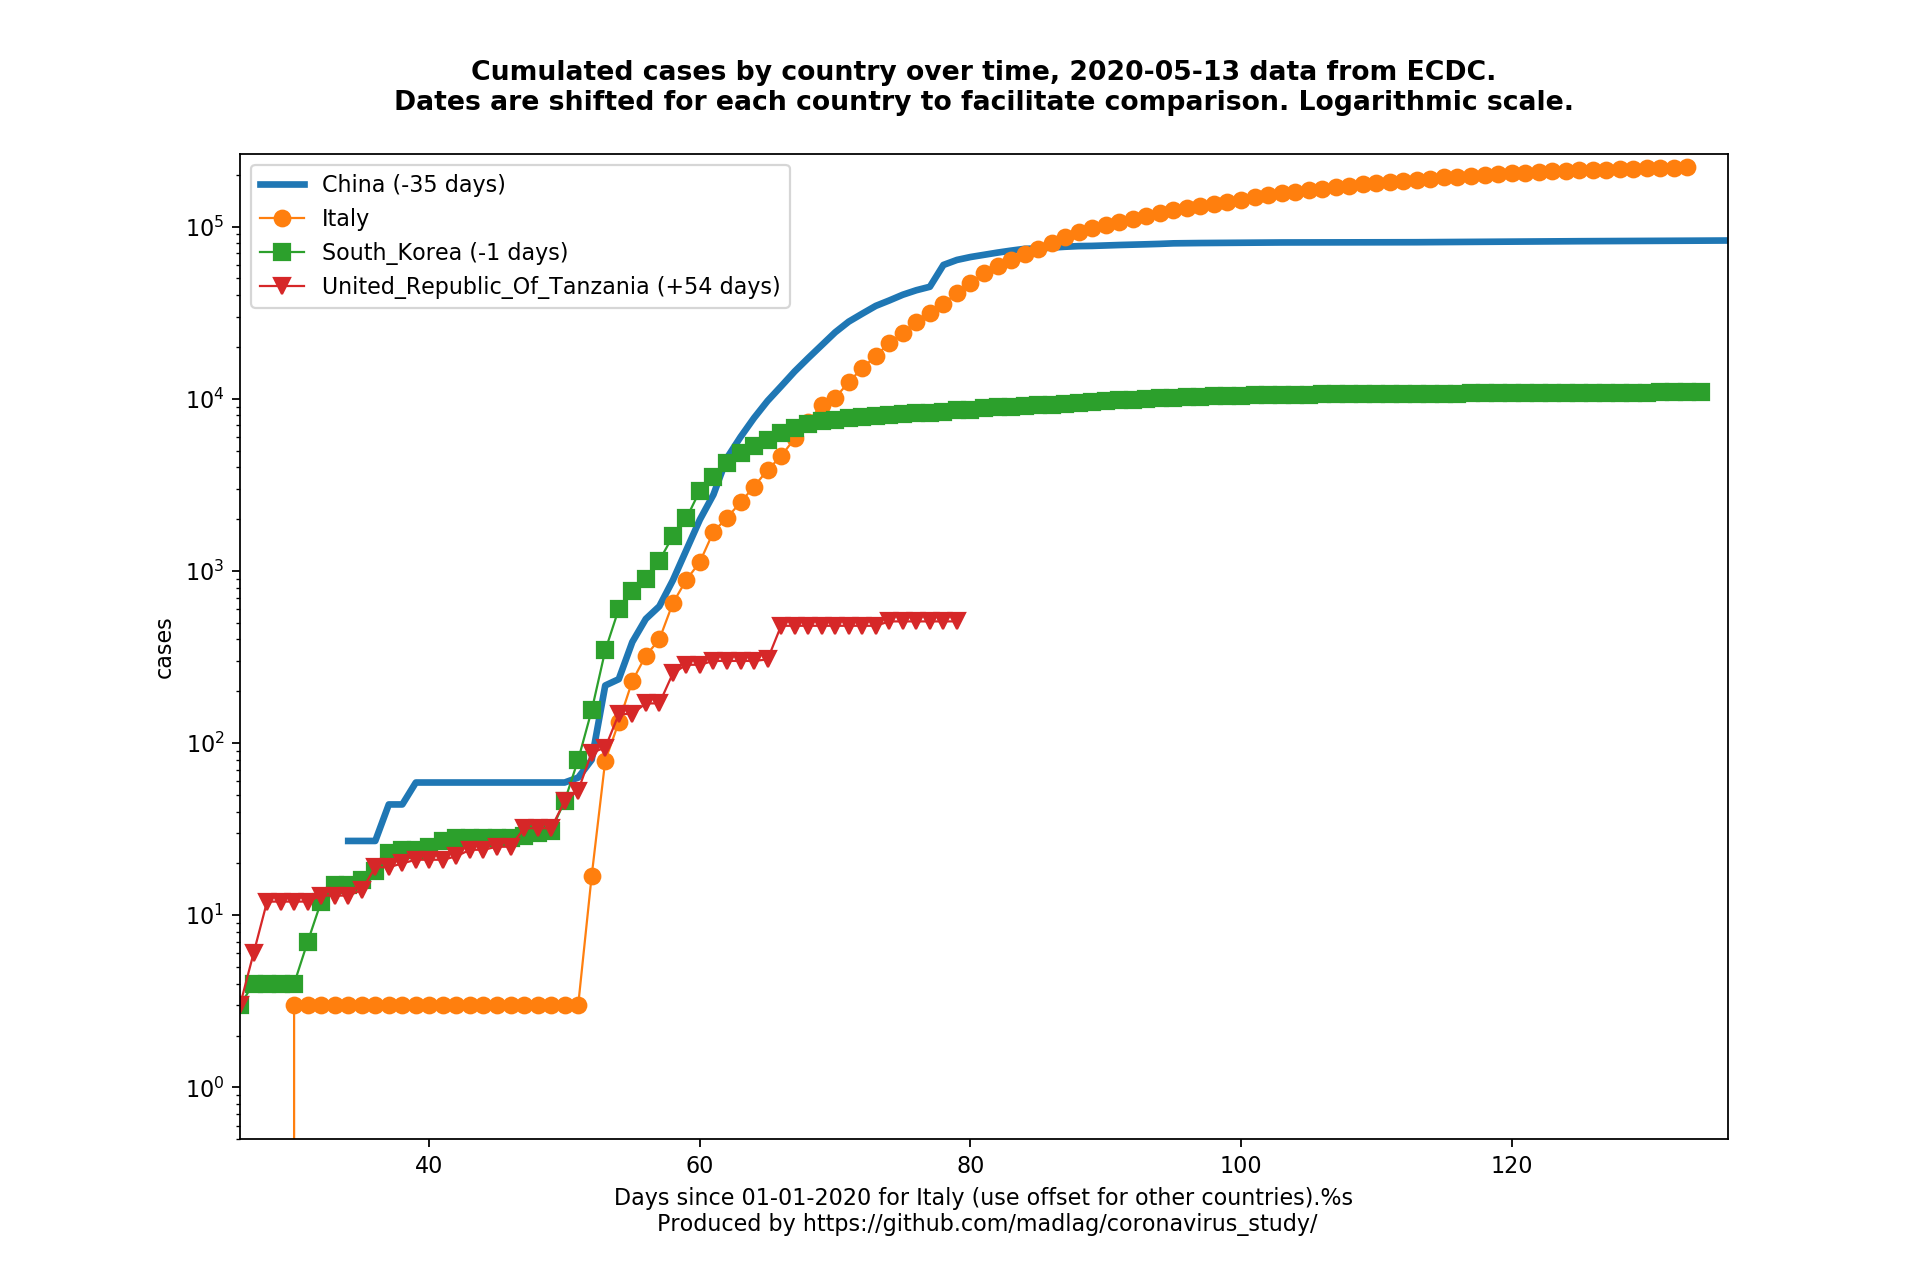 Cumulated cases by country over time, 2020-05-13 data from ECDC.
Dates are shifted for each country to facilitate comparison. Logarithmic scale.
China (-35 days)
Italy
South_Korea (-1 days)
United_Republic_Of_Tanzania (+54 days)
10⁵
10⁴
10³
10²
10¹
10⁰
cases
40 60 80 100 120
Days since 01-01-2020 for Italy (use offset for other countries).%s
Produced by https://github.com/madlag/coronavirus_study/